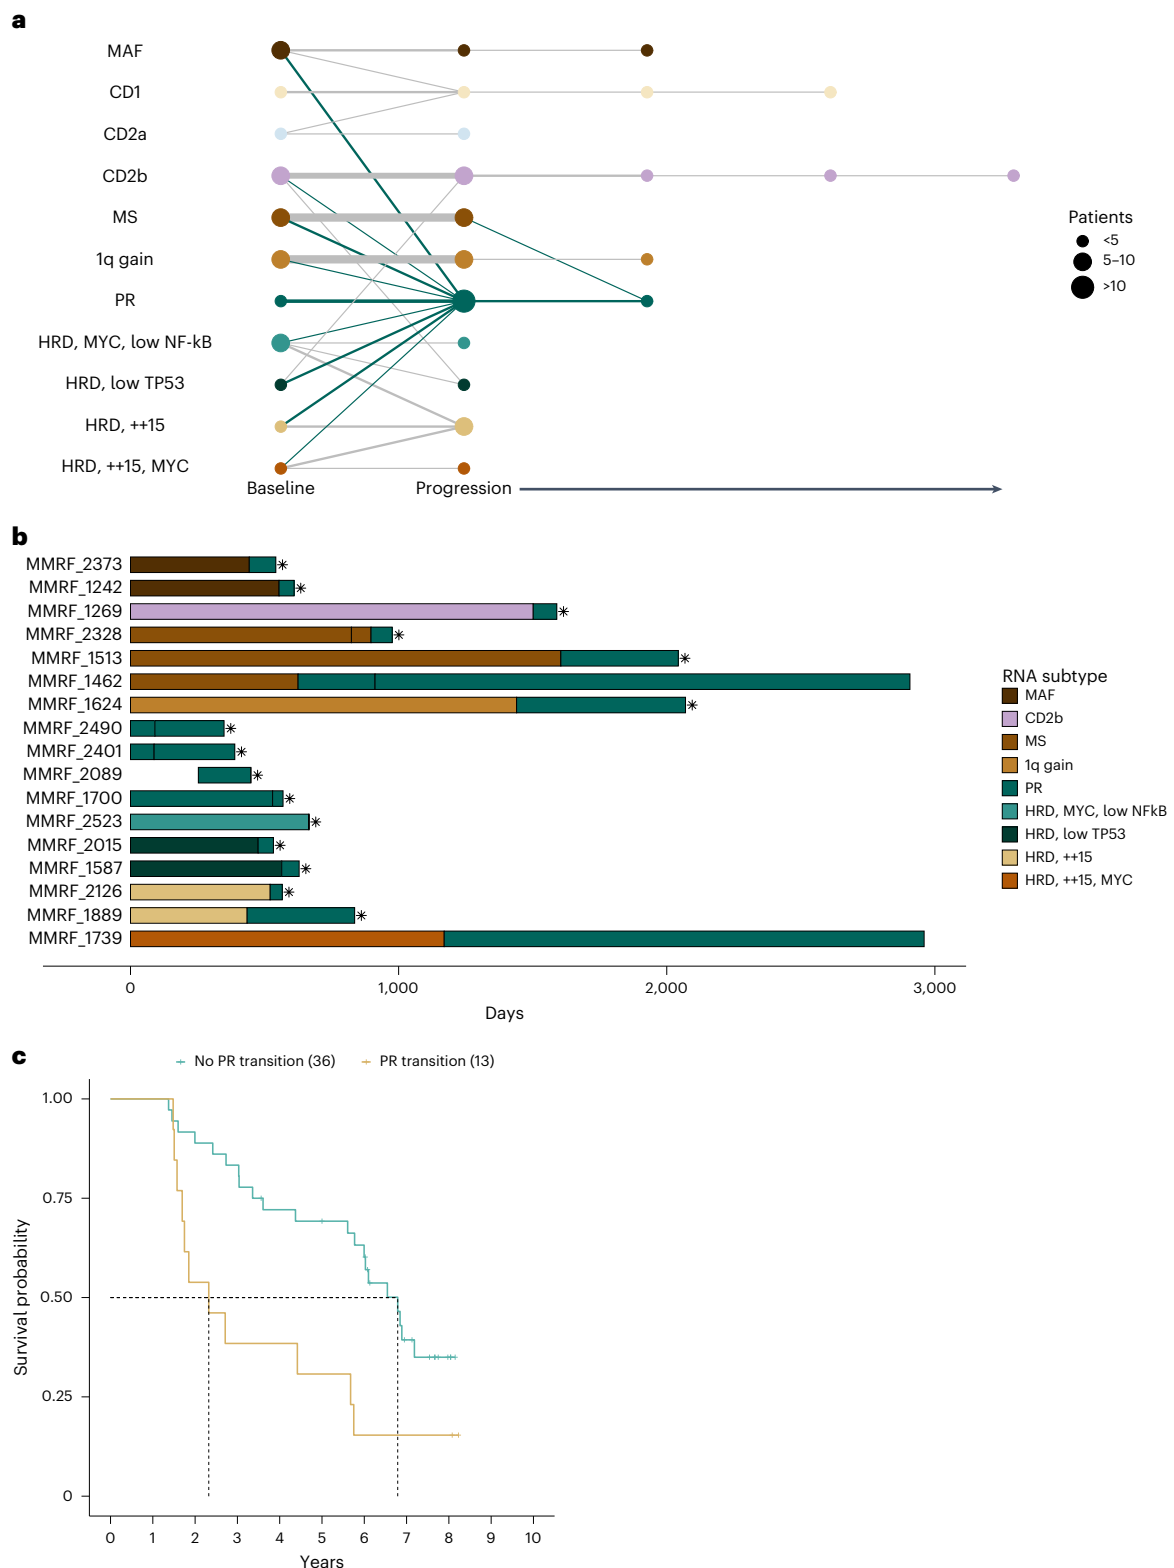 a
MAF
CD1
CD2a
CD2b
MS
1q gain
PR
HRD, MYC, low NF-kB
HRD, low TP53
HRD, ++15
HRD, ++15, MYC
Baseline
Progression
Patients
<5
5–10
>10
b
MMRF_2373
MMRF_1242
MMRF_1269
MMRF_2328
MMRF_1513
MMRF_1462
MMRF_1624
MMRF_2490
MMRF_2401
MMRF_2089
MMRF_1700
MMRF_2523
MMRF_2015
MMRF_1587
MMRF_2126
MMRF_1889
MMRF_1739
0 1,000 2,000 3,000
Days
RNA subtype
MAF
CD2b
MS
1q gain
PR
HRD, MYC, low NFkB
HRD, low TP53
HRD, ++15
HRD, ++15, MYC
c
No PR transition (36) PR transition (13)
Survival probability
1.00
0.75
0.50
0.25
0
0 1 2 3 4 5 6 7 8 9 10
Years